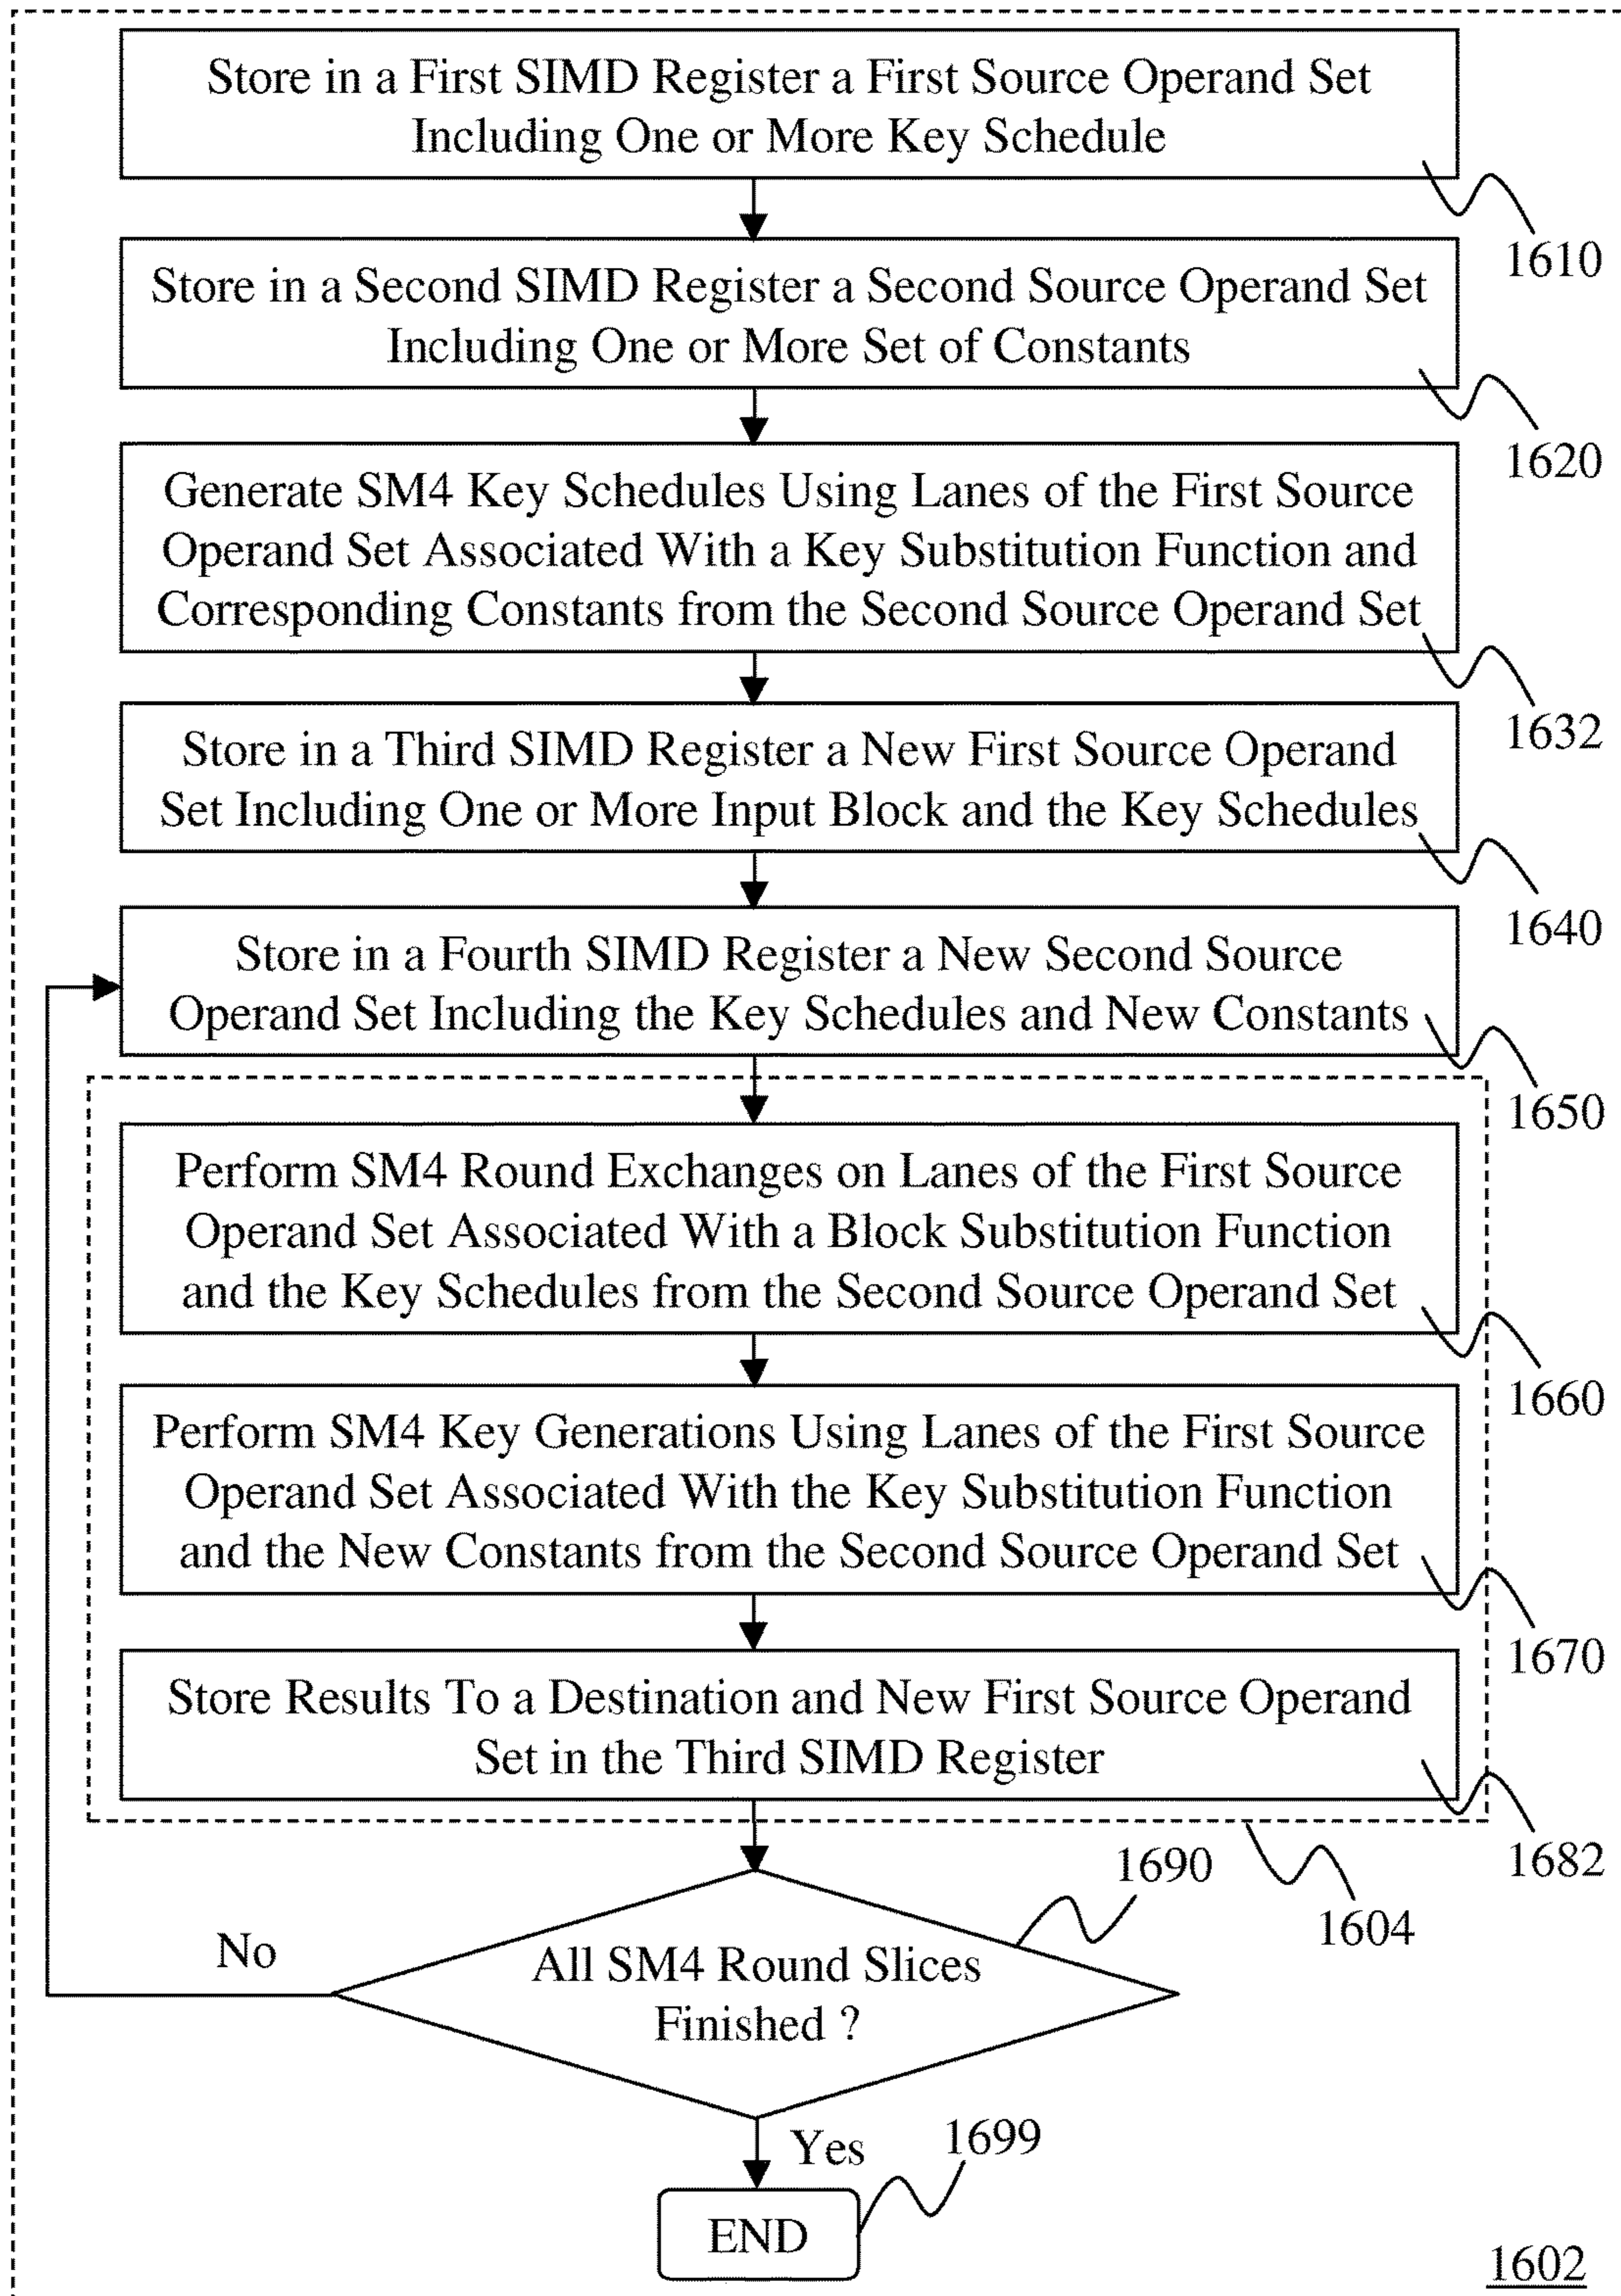 Store in a First SIMD Register a First Source Operand Set
Including One or More Key Schedule
1610
Store in a Second SIMD Register a Second Source Operand Set
Including One or More Set of Constants
1620
Generate SM4 Key Schedules Using Lanes of the First Source
Operand Set Associated With a Key Substitution Function and
Corresponding Constants from the Second Source Operand Set
1632
Store in a Third SIMD Register a New First Source Operand
Set Including One or More Input Block and the Key Schedules
1640
Store in a Fourth SIMD Register a New Second Source
Operand Set Including the Key Schedules and New Constants
1650
Perform SM4 Round Exchanges on Lanes of the First Source
Operand Set Associated With a Block Substitution Function
and the Key Schedules from the Second Source Operand Set
1660
Perform SM4 Key Generations Using Lanes of the First Source
Operand Set Associated With the Key Substitution Function
and the New Constants from the Second Source Operand Set
1670
Store Results To a Destination and New First Source Operand
Set in the Third SIMD Register
1682
1604
1690
All SM4 Round Slices
Finished ?
No
Yes
1699
END
1602